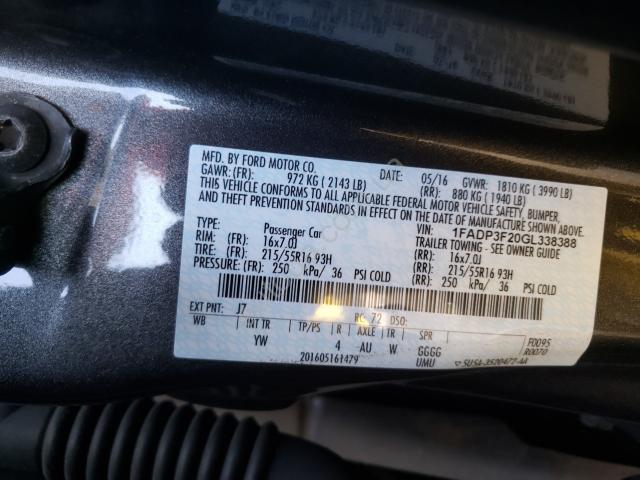 MFD. BY FORD MOTOR CO.
DATE: 05/16 GVWR: 1810 KG ( 3990 LB)
GAWR: (FR): 972 KG ( 2143 LB) (RR): 880 KG ( 1940 LB)
THIS VEHICLE CONFORMS TO ALL APPLICABLE FEDERAL MOTOR VEHICLE SAFETY, BUMPER,
AND THEFT PREVENTION STANDARDS IN EFFECT ON THE DATE OF MANUFACTURE SHOWN ABOVE.
VIN: 1FADP3F20GL338388
TYPE: Passenger Car TRAILER TOWING - SEE OWNER GUIDE
RIM: (FR): 16x7.0J (RR): 16x7.0J
TIRE: (FR): 215/55R16 93H (RR): 215/55R16 93H
PRESSURE: (FR): 250 kPa/ 36 PSI COLD (RR): 250 kPa/ 36 PSI COLD
EXT PNT: J7 RC: 72 DSO:
WB INT TR TP/PS R AXLE TR SPR F0095
YW 4 AU W GGGG R0070
201605161479 UMU 5U5A-3520472-AA